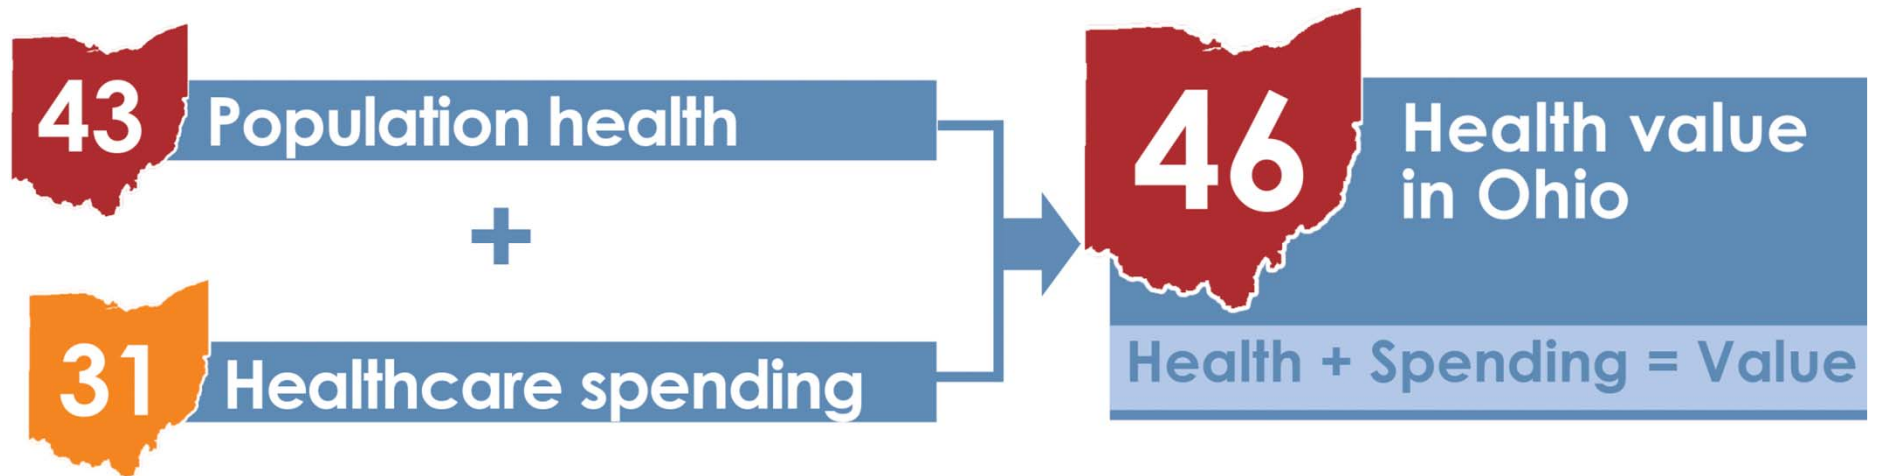 43 Population health
+
31 Healthcare spending
46 Health value
in Ohio
Health + Spending = Value